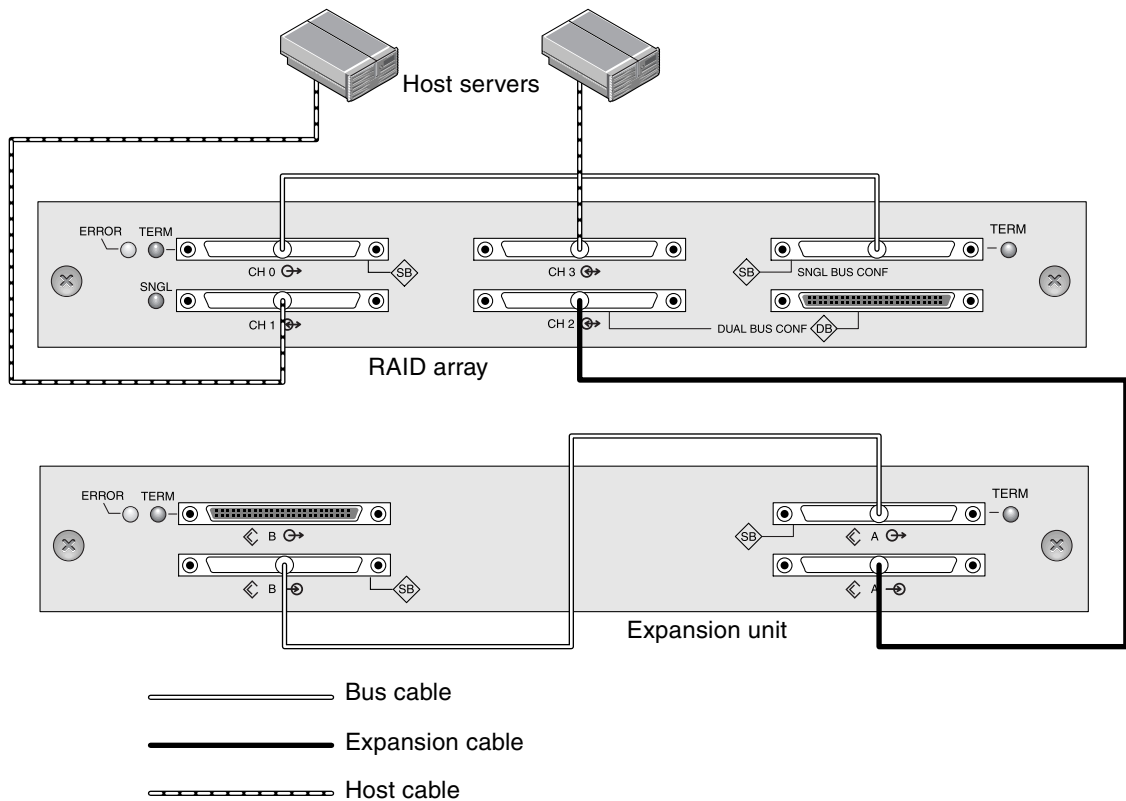 Host servers
ERROR TERM
TERM
CH 0
SB
CH 3
SB
SNGL BUS CONF
SNGL
CH 1
CH 2
DUAL BUS CONF
DB
RAID array
ERROR TERM
TERM
B
SB
A
B
SB
A
Expansion unit
Bus cable
Expansion cable
Host cable